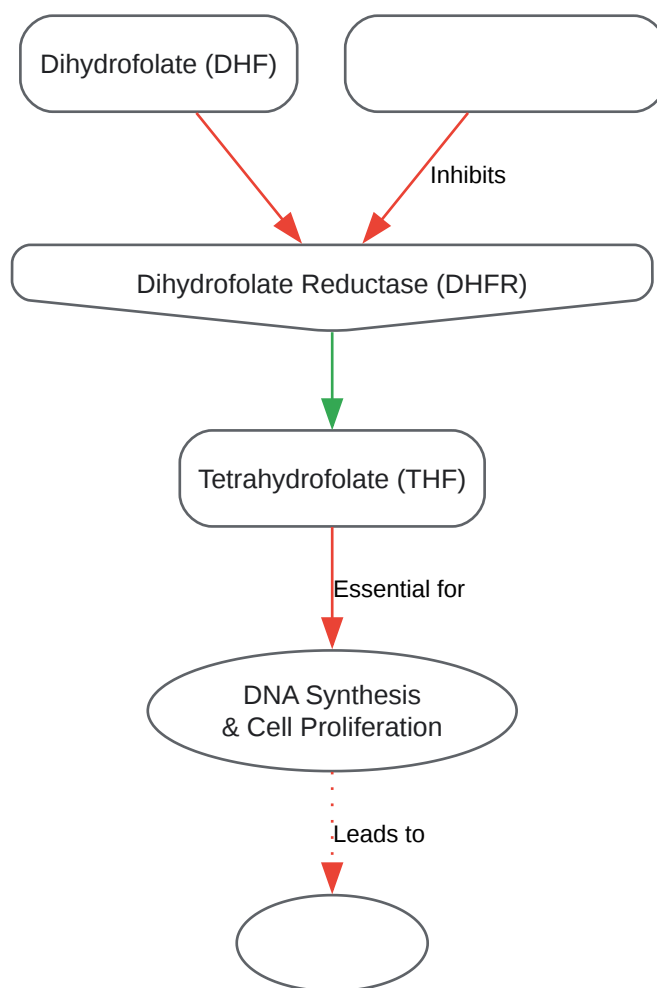 Dihydrofolate (DHF)
Inhibits
Dihydrofolate Reductase (DHFR)
Tetrahydrofolate (THF)
Essential for
DNA Synthesis
& Cell Proliferation
Leads to